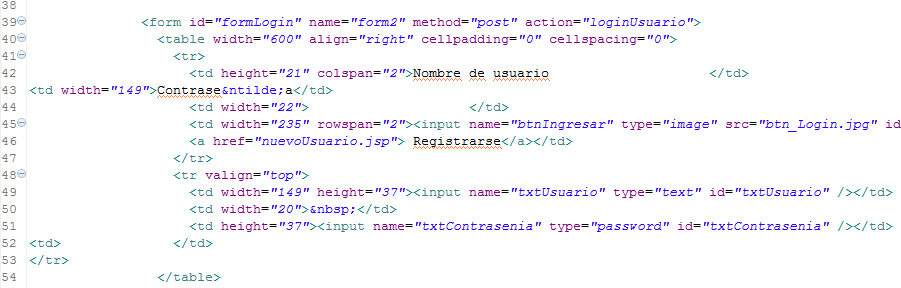 38
39 <form id="formLogin" name="form2" method="post" action="loginUsuario">
40 <table width="600" align="right" cellpadding="0" cellspacing="0">
41 <tr>
42 <td height="21" colspan="2">Nombre de usuario </td>
43 <td width="149">Contrase&ntilde;a</td>
44 <td width="22"> </td>
45 <td width="235" rowspan="2"><input name="btnIngresar" type="image" src="btn_Login.jpg" id
46 <a href="nuevoUsuario.jsp"> Registrarse</a></td>
47 </tr>
48 <tr valign="top">
49 <td width="149" height="37"><input name="txtUsuario" type="text" id="txtUsuario" /></td>
50 <td width="20">&nbsp;</td>
51 <td height="37"><input name="txtContrasenia" type="password" id="txtContrasenia" /></td>
52 <td> </td>
53 </tr>
54 </table>